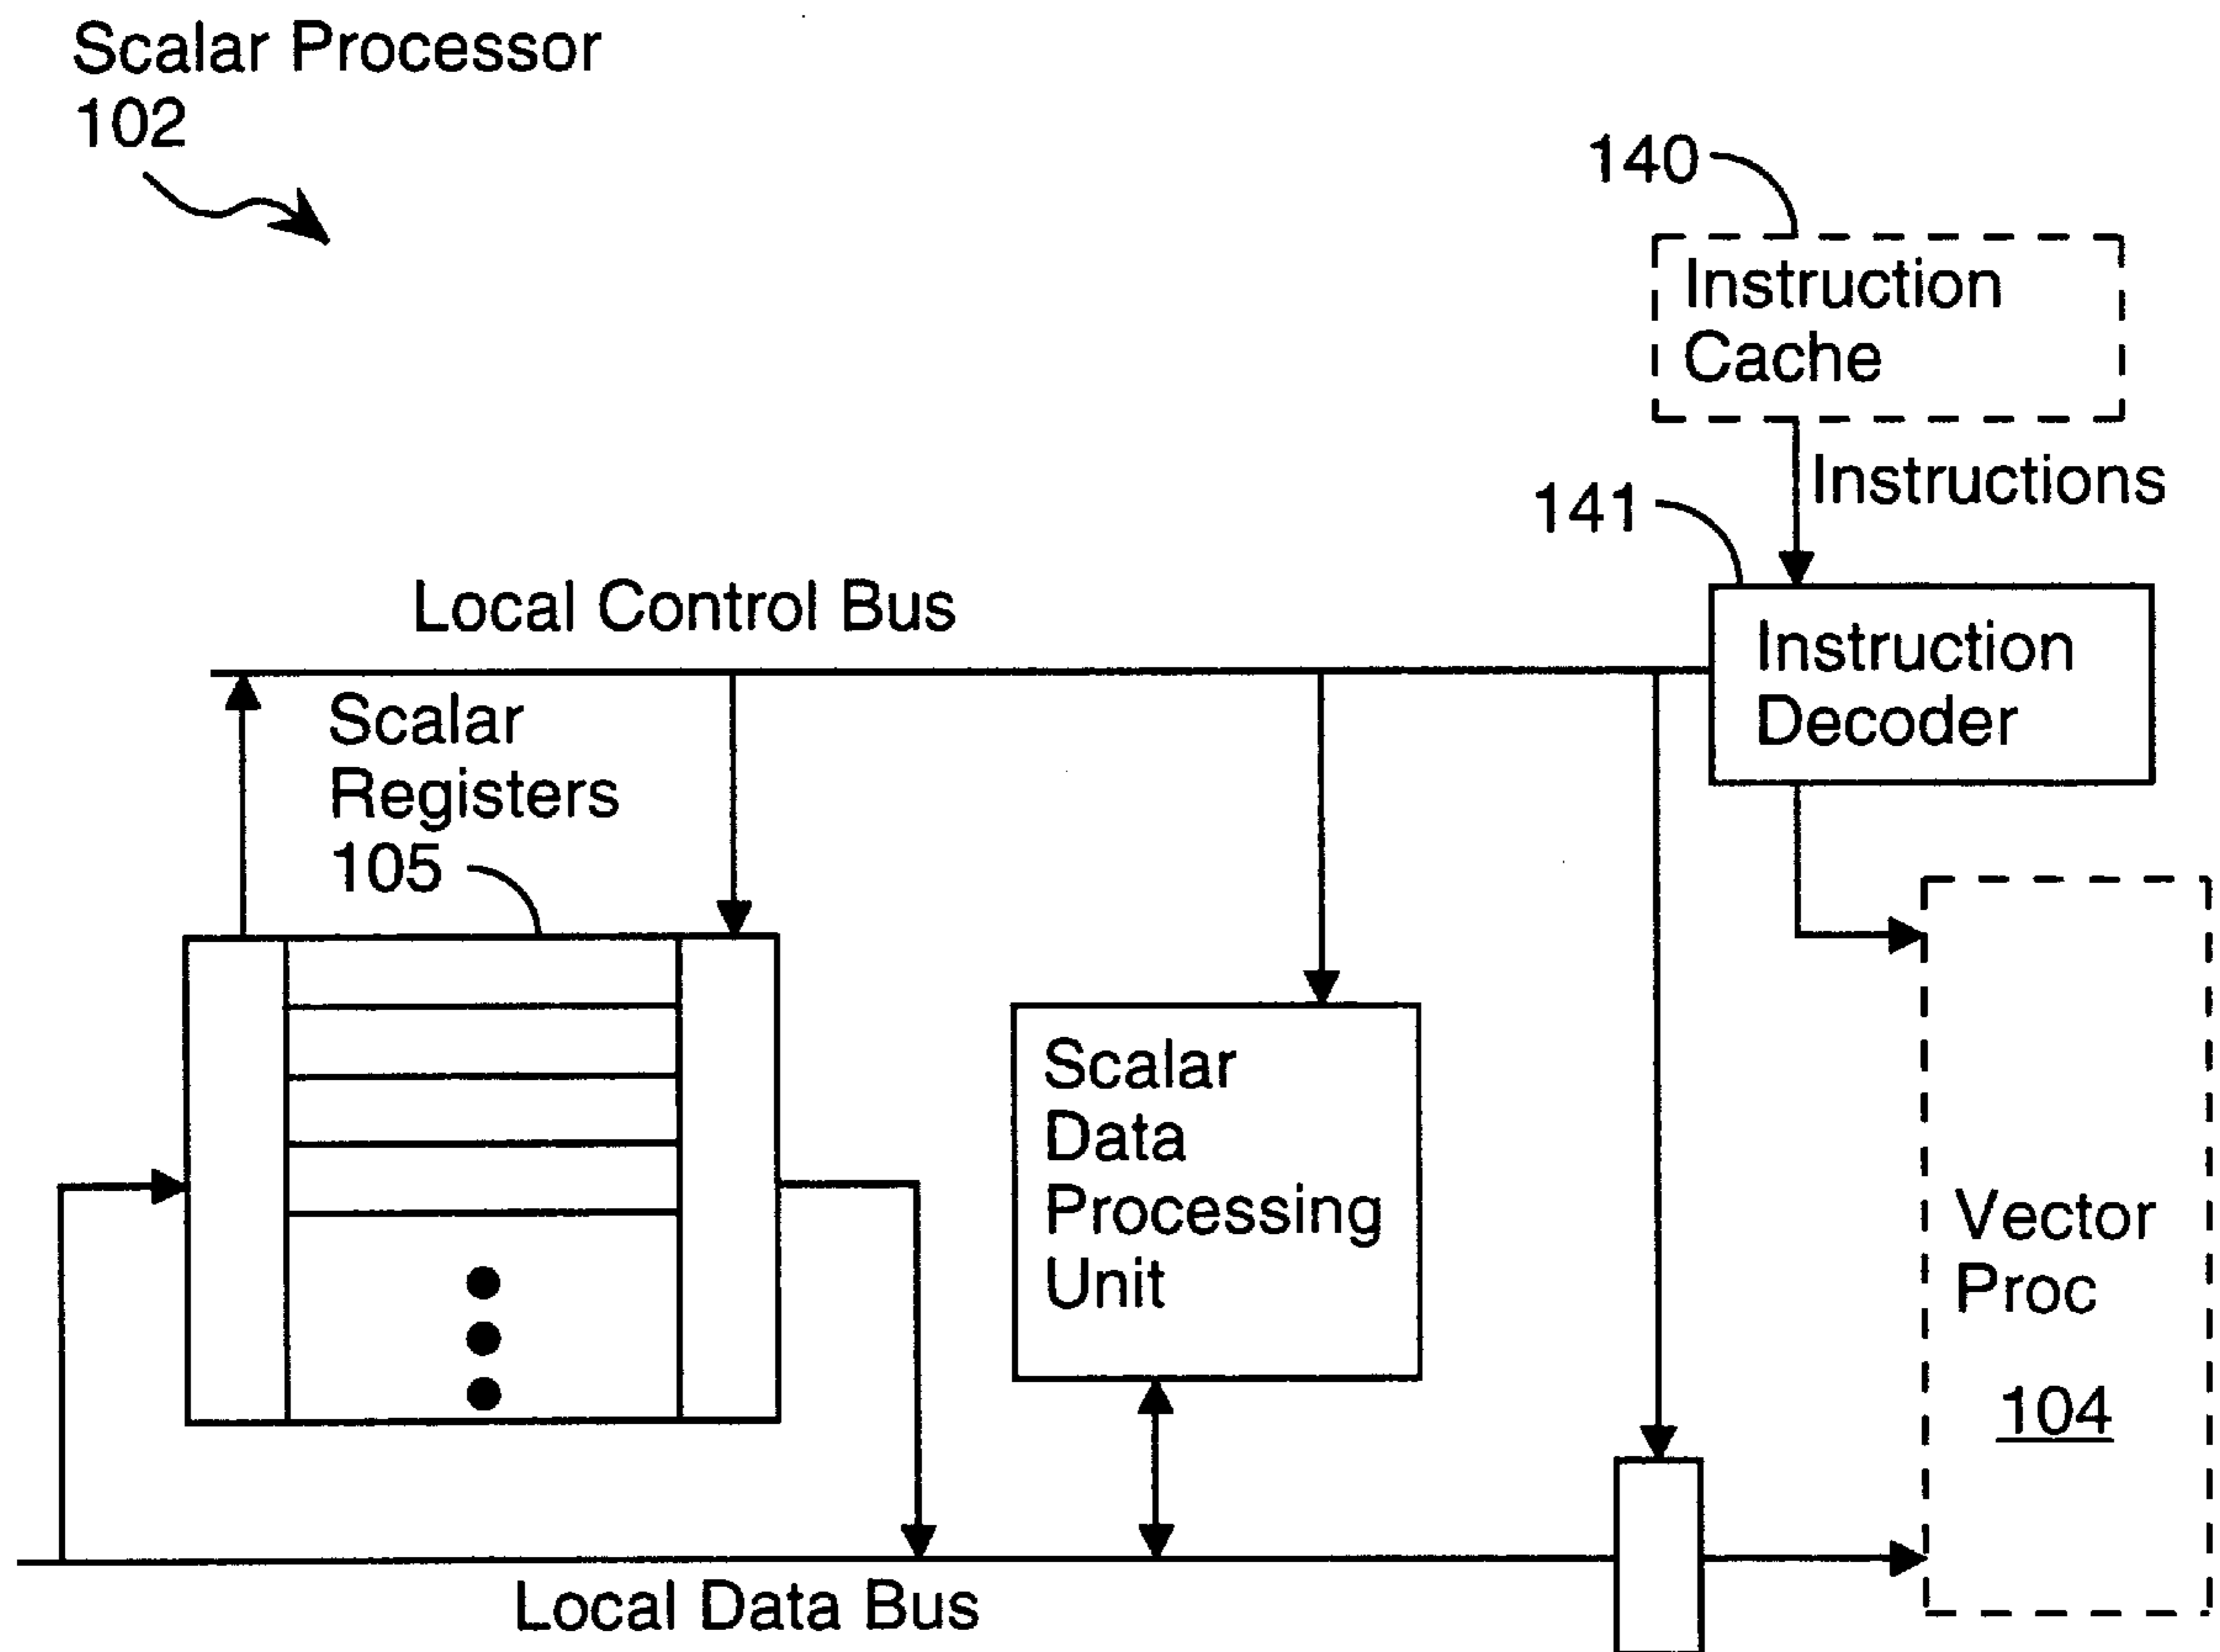 Scalar Processor
102
140
Instruction
Cache
Instructions
141
Local Control Bus
Instruction
Decoder
Scalar
Registers
105
Scalar
Data
Processing
Unit
Vector
Proc
104
Local Data Bus